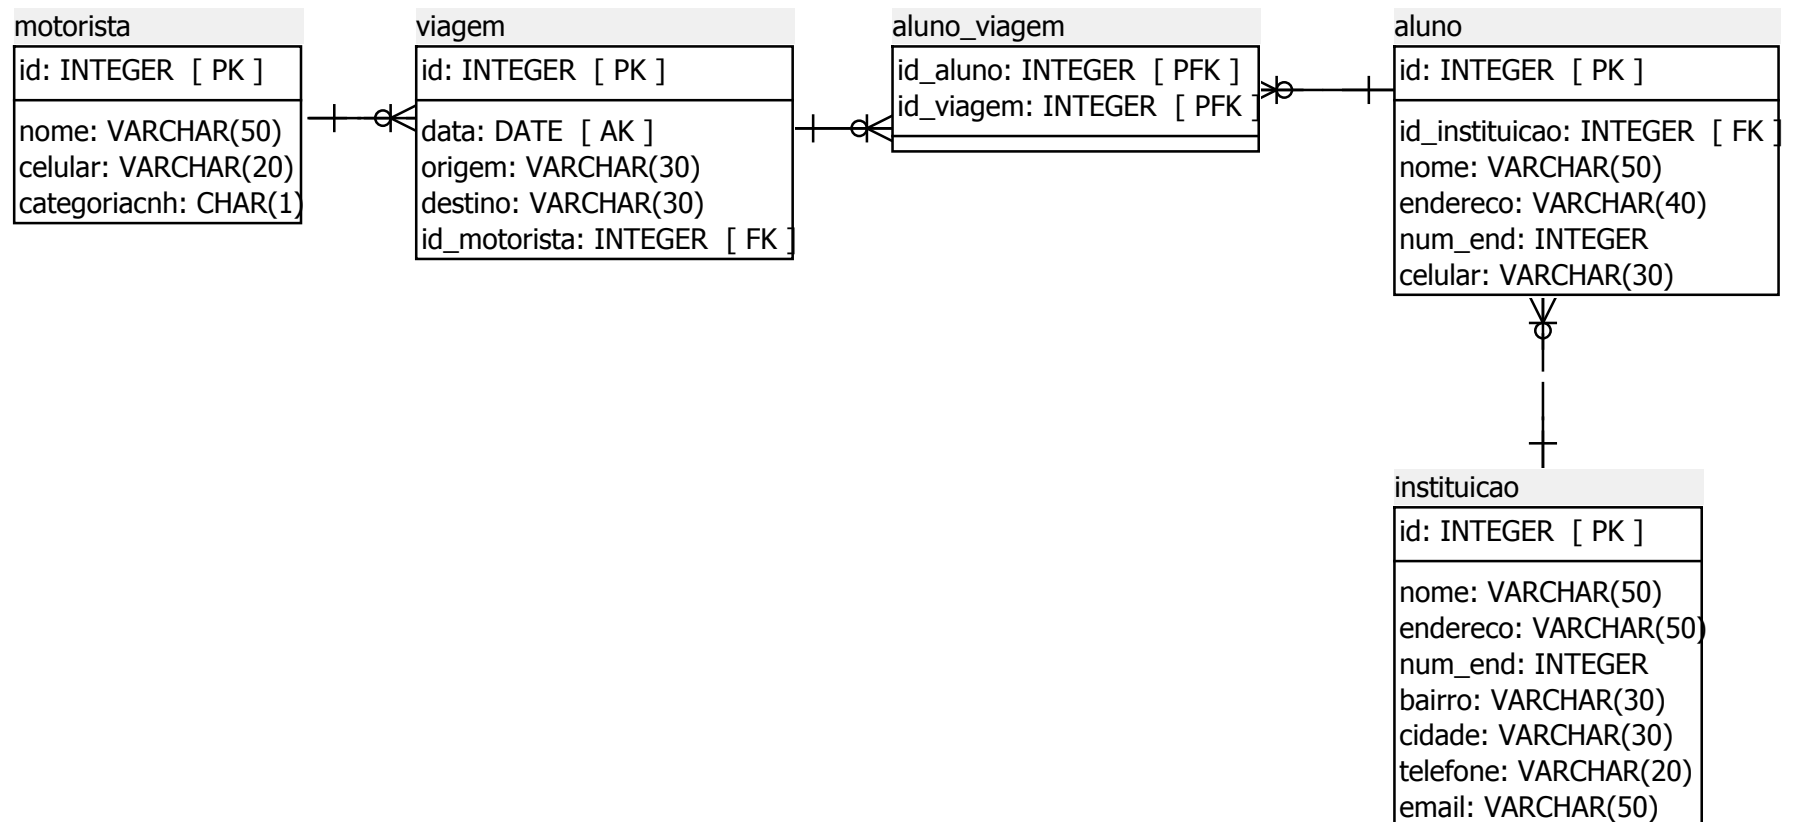 motorista
id: INTEGER [ PK ]
nome: VARCHAR(50)
celular: VARCHAR(20)
categoriacnh: CHAR(1)
viagem
id: INTEGER [ PK ]
data: DATE [ AK ]
origem: VARCHAR(30)
destino: VARCHAR(30)
id_motorista: INTEGER [ FK ]
aluno_viagem
id_aluno: INTEGER [ PFK ]
id_viagem: INTEGER [ PFK ]
aluno
id: INTEGER [ PK ]
id_instituicao: INTEGER [ FK ]
nome: VARCHAR(50)
endereco: VARCHAR(40)
num_end: INTEGER
celular: VARCHAR(30)
instituicao
id: INTEGER [ PK ]
nome: VARCHAR(50)
endereco: VARCHAR(50)
num_end: INTEGER
bairro: VARCHAR(30)
cidade: VARCHAR(30)
telefone: VARCHAR(20)
email: VARCHAR(50)